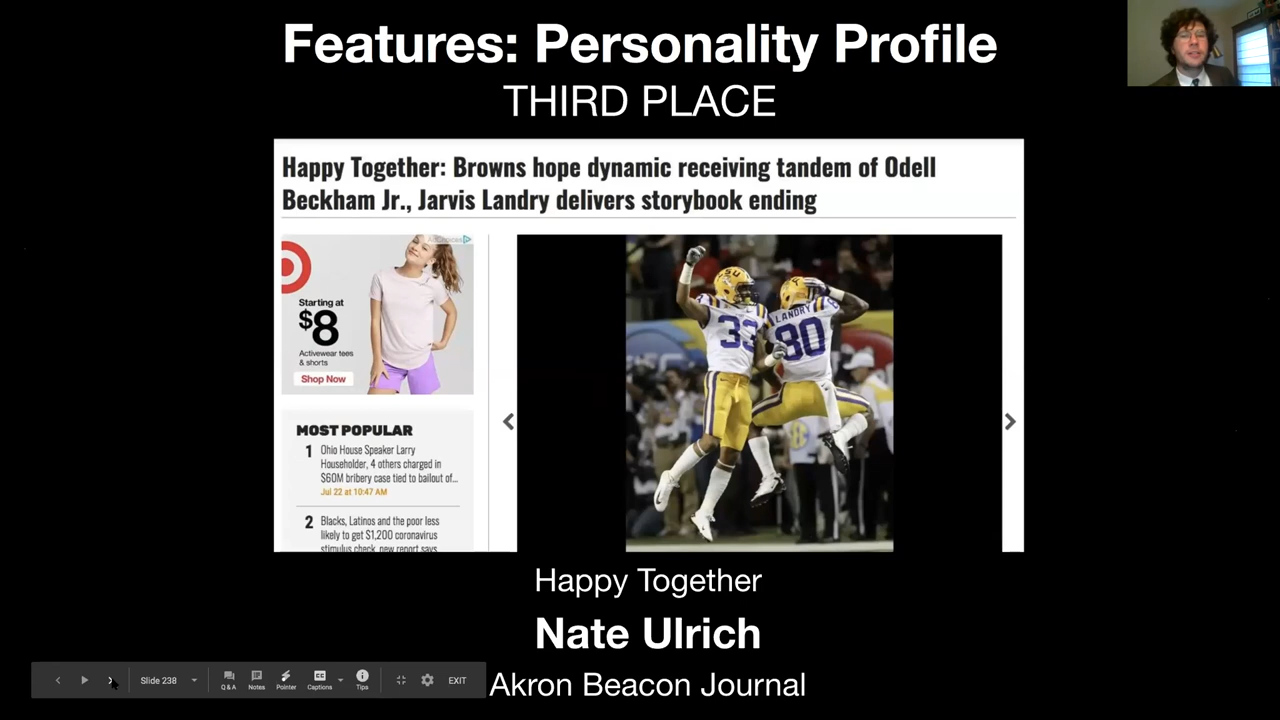 Features: Personality Profile
THIRD PLACE
Happy Together: Browns hope dynamic receiving tandem of Odell
Beckham Jr., Jarvis Landry delivers storybook ending
AdChoices
Starting at
$8
Activewear tees
& shorts
Shop Now
MOST POPULAR
1 Ohio House Speaker Larry
Householder, 4 others charged in
$60M bribery case tied to bailout of...
Jul 22 at 10:47 AM
2 Blacks, Latinos and the poor less
likely to get $1,200 coronavirus
stimulus check, new report says
LSU
33
LANDRY
80
Happy Together
Nate Ulrich
Akron Beacon Journal
Slide 238
Q & A
Notes
Pointer
Captions
Tips
EXIT